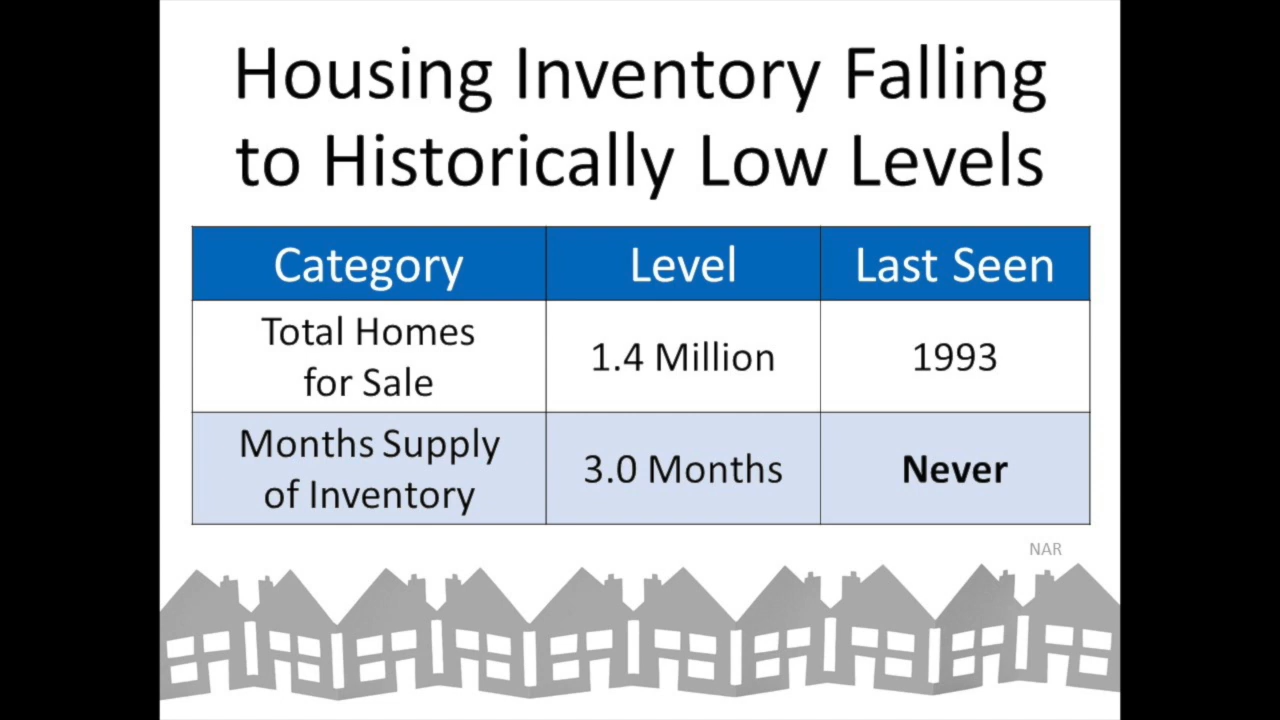 Housing Inventory Falling
to Historically Low Levels
Category Level Last Seen
Total Homes
for Sale
1.4 Million
1993
Months Supply
of Inventory
3.0 Months
Never
NAR